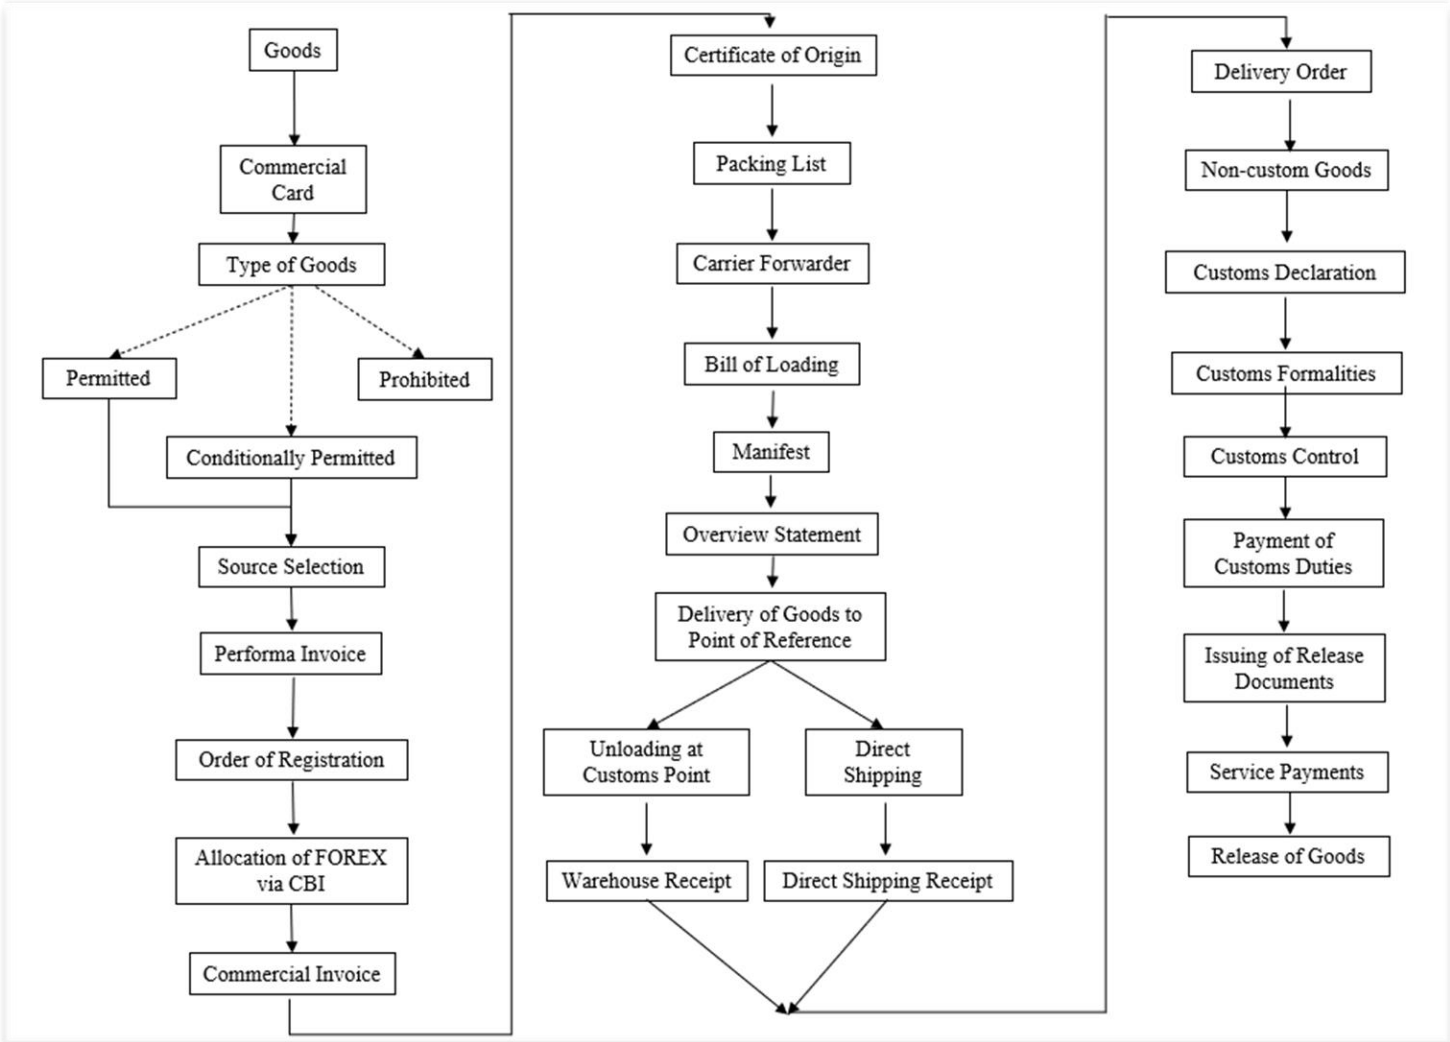 Goods
Commercial
Card
Type of Goods
Permitted
Prohibited
Conditionally Permitted
Source Selection
Performa Invoice
Order of Registration
Allocation of FOREX
via CBI
Commercial Invoice
Certificate of Origin
Packing List
Carrier Forwarder
Bill of Loading
Manifest
Overview Statement
Delivery of Goods to
Point of Reference
Unloading at
Customs Point
Direct
Shipping
Warehouse Receipt
Direct Shipping Receipt
Delivery Order
Non-custom Goods
Customs Declaration
Customs Formalities
Customs Control
Payment of
Customs Duties
Issuing of Release
Documents
Service Payments
Release of Goods